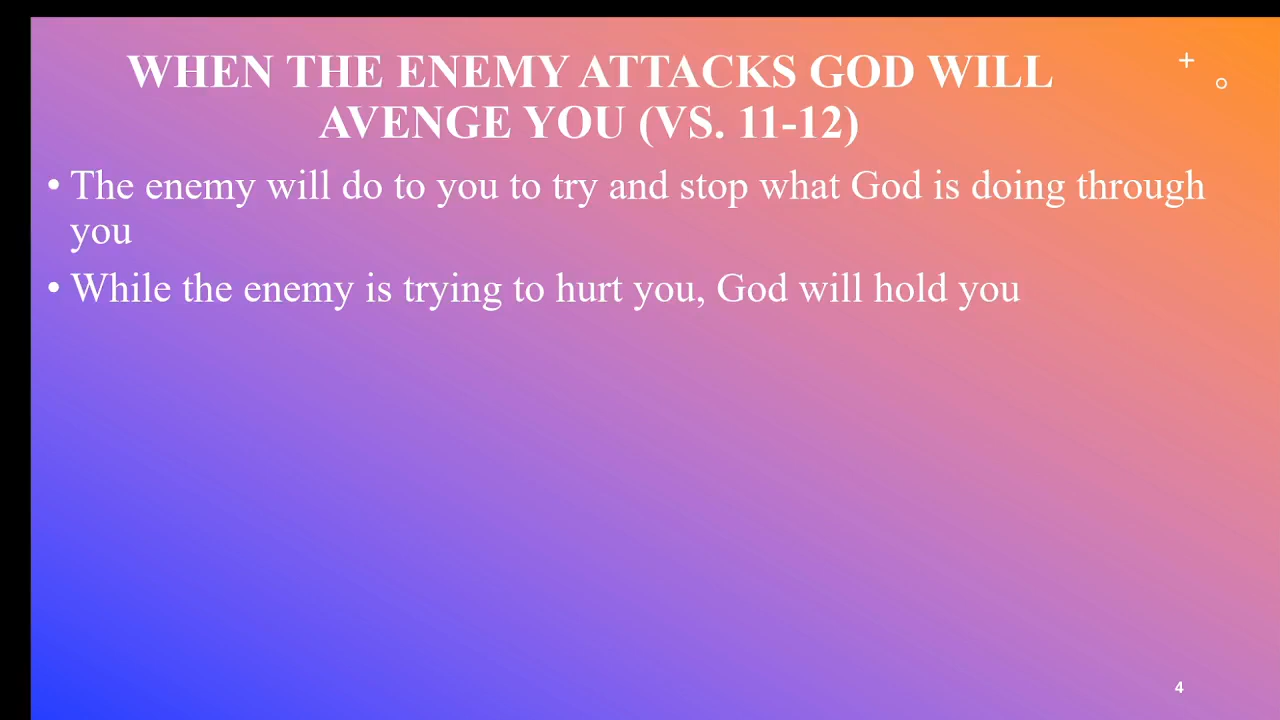 WHEN THE ENEMY ATTACKS GOD WILL
AVENGE YOU (VS. 11-12)
• The enemy will do to you to try and stop what God is doing through
you
• While the enemy is trying to hurt you, God will hold you
4